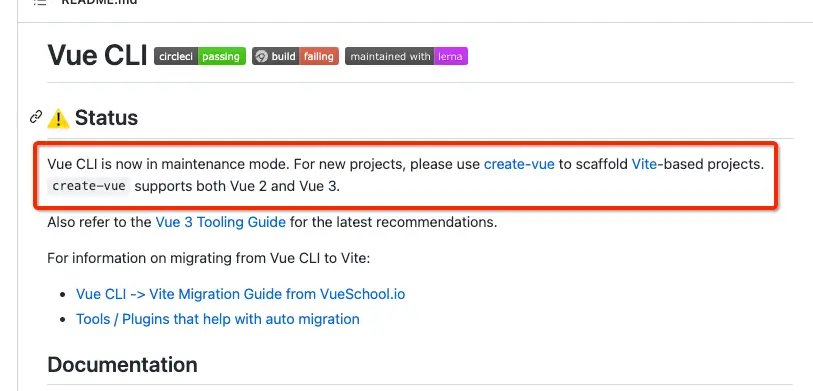 README.md
Vue CLI circleci passing build failing maintained with lerna
⚠️ Status
Vue CLI is now in maintenance mode. For new projects, please use create-vue to scaffold Vite-based projects.
create-vue supports both Vue 2 and Vue 3.
Also refer to the Vue 3 Tooling Guide for the latest recommendations.
For information on migrating from Vue CLI to Vite:
• Vue CLI -> Vite Migration Guide from VueSchool.io
• Tools / Plugins that help with auto migration
Documentation